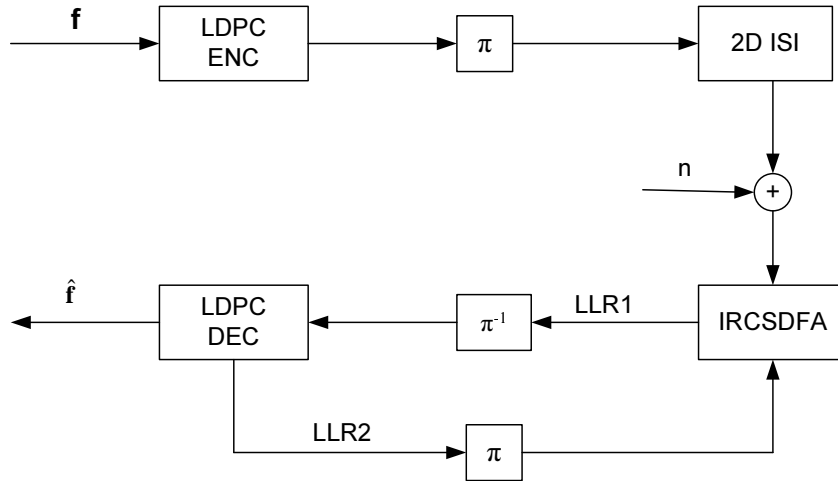 f
LDPC
ENC
π
2D ISI
n
+
f̂
LDPC
DEC
π-1
LLR1
IRCSDFA
LLR2
π